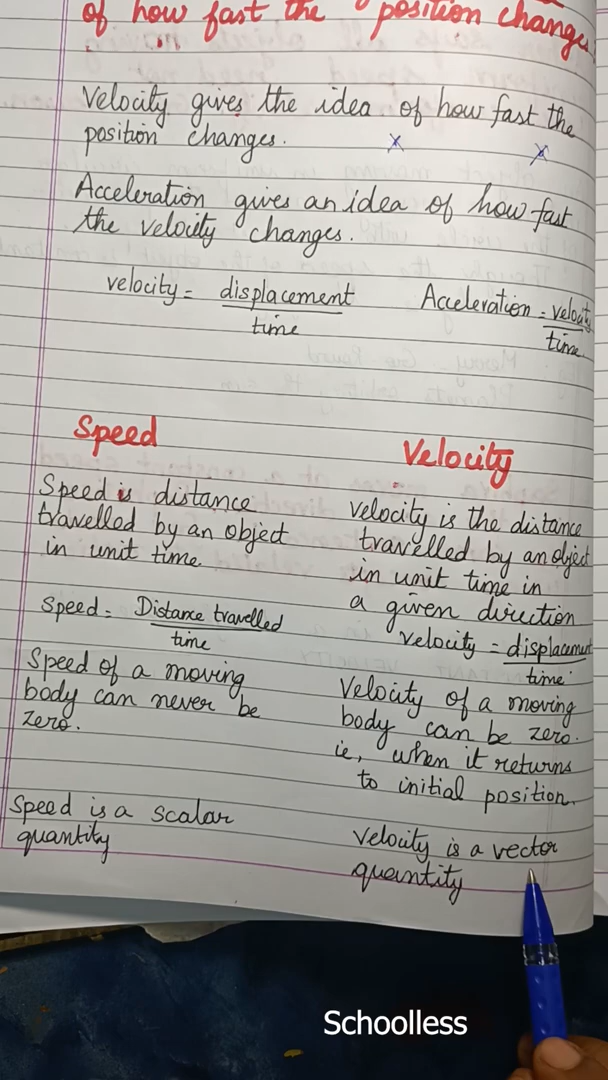 of how fast the position changes.
Velocity gives the idea of how fast the
position changes.
x x
Acceleration gives an idea of how fast
the velocity changes.
velocity = displacement
time
Acceleration = velocity
time.
Speed
Speed is distance
travelled by an object
in unit time
Speed = Distance travelled
time
Speed of a moving
body can never be
zero.
Speed is a scalar
quantity
Velocity
Velocity is the distance
travelled by an object
in unit time in
a given direction
velocity = displacement
time
Velocity of a moving
body can be zero.
ie, when it returns
to initial position.
Velocity is a vector
quantity
Schoolless